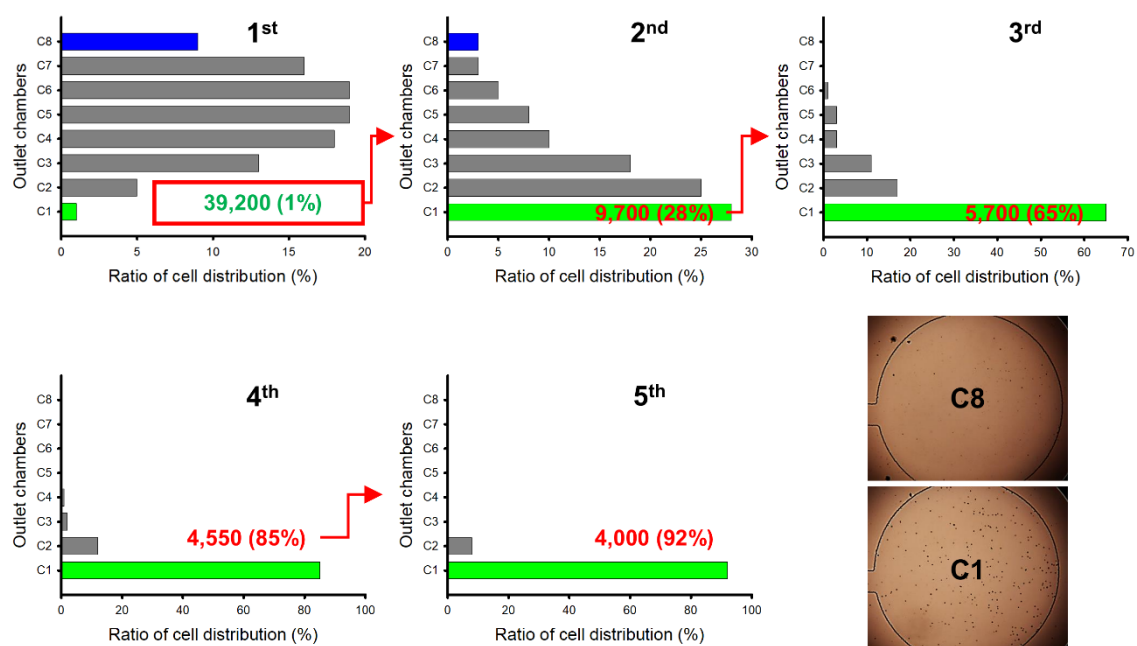 1st
Outlet chambers
C8
C7
C6
C5
C4
C3
C2
C1
39,200 (1%)
0 5 10 15 20
Ratio of cell distribution (%)
2nd
Outlet chambers
C8
C7
C6
C5
C4
C3
C2
C1
9,700 (28%)
0 5 10 15 20 25 30
Ratio of cell distribution (%)
3rd
Outlet chambers
C8
C7
C6
C5
C4
C3
C2
C1
5,700 (65%)
0 10 20 30 40 50 60 70
Ratio of cell distribution (%)
4th
Outlet chambers
C8
C7
C6
C5
C4
C3
C2
C1
4,550 (85%)
0 20 40 60 80 100
Ratio of cell distribution (%)
5th
Outlet chambers
C8
C7
C6
C5
C4
C3
C2
C1
4,000 (92%)
0 20 40 60 80 100
Ratio of cell distribution (%)
C8
C1